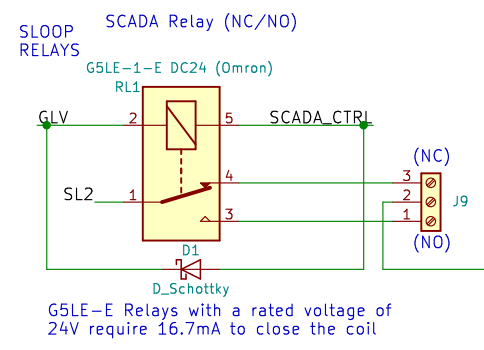 SCADA Relay (NC/NO)
SLOOP
RELAYS
G5LE-1-E DC24 (Omron)
RL1
GLV
2
5
SCADA_CTRL
4
(NC)
3
SL2
1
2
J9
3
1
(NO)
D1
D_Schottky
G5LE-E Relays with a rated voltage of
24V require 16.7mA to close the coil